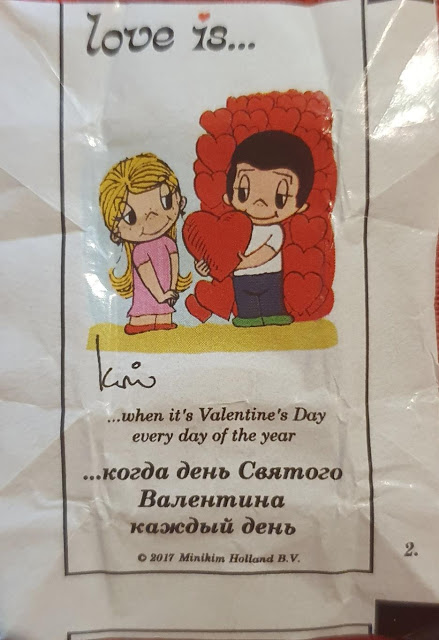 love is...
Kim
...when it's Valentine's Day
every day of the year
...когда день Святого
Валентина
каждый день
© 2017 Minikim Holland B.V.
2.